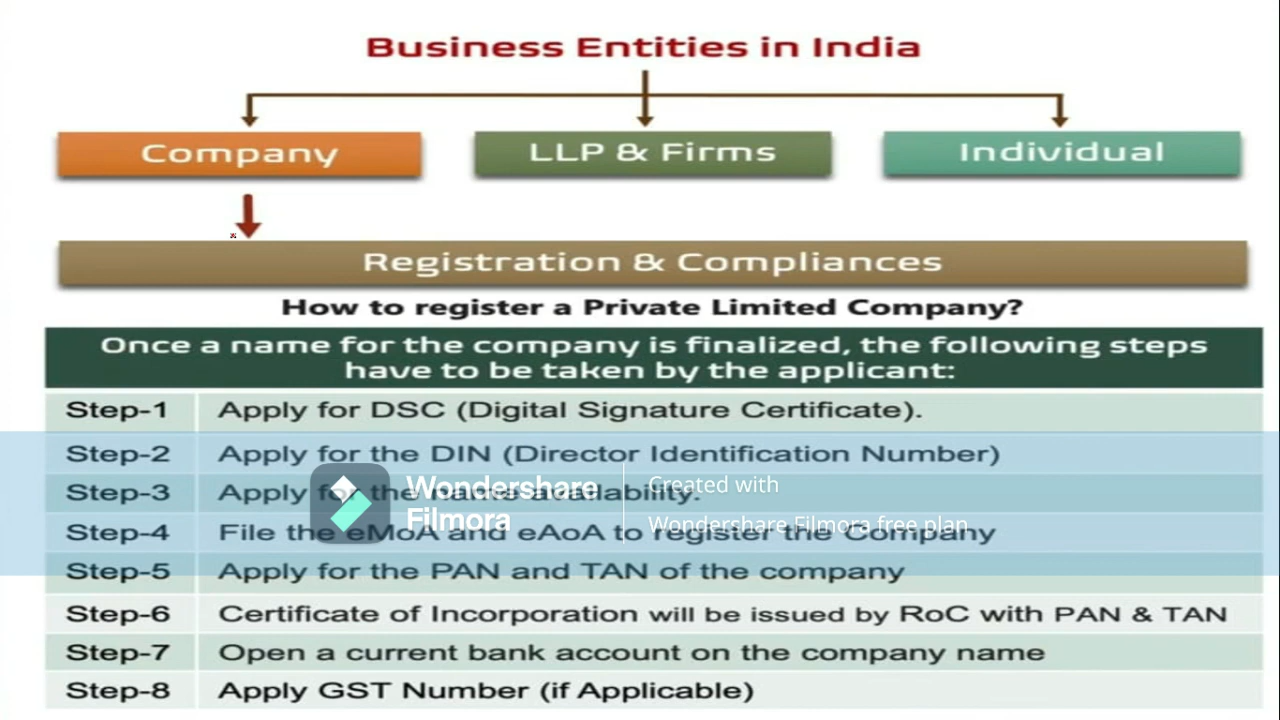 Business Entities in India
Company
LLP & Firms
Individual
Registration & Compliances
How to register a Private Limited Company?
Once a name for the company is finalized, the following steps
have to be taken by the applicant:
Step-1 Apply for DSC (Digital Signature Certificate).
Step-2 Apply for the DIN (Director Identification Number)
Step-3 Apply for the name availability.
Step-4 File the eMoA and eAoA to register the Company
Step-5 Apply for the PAN and TAN of the company
Step-6 Certificate of Incorporation will be issued by RoC with PAN & TAN
Step-7 Open a current bank account on the company name
Step-8 Apply GST Number (if Applicable)
Wondershare
Filmora
Created with
Wondershare Filmora free plan